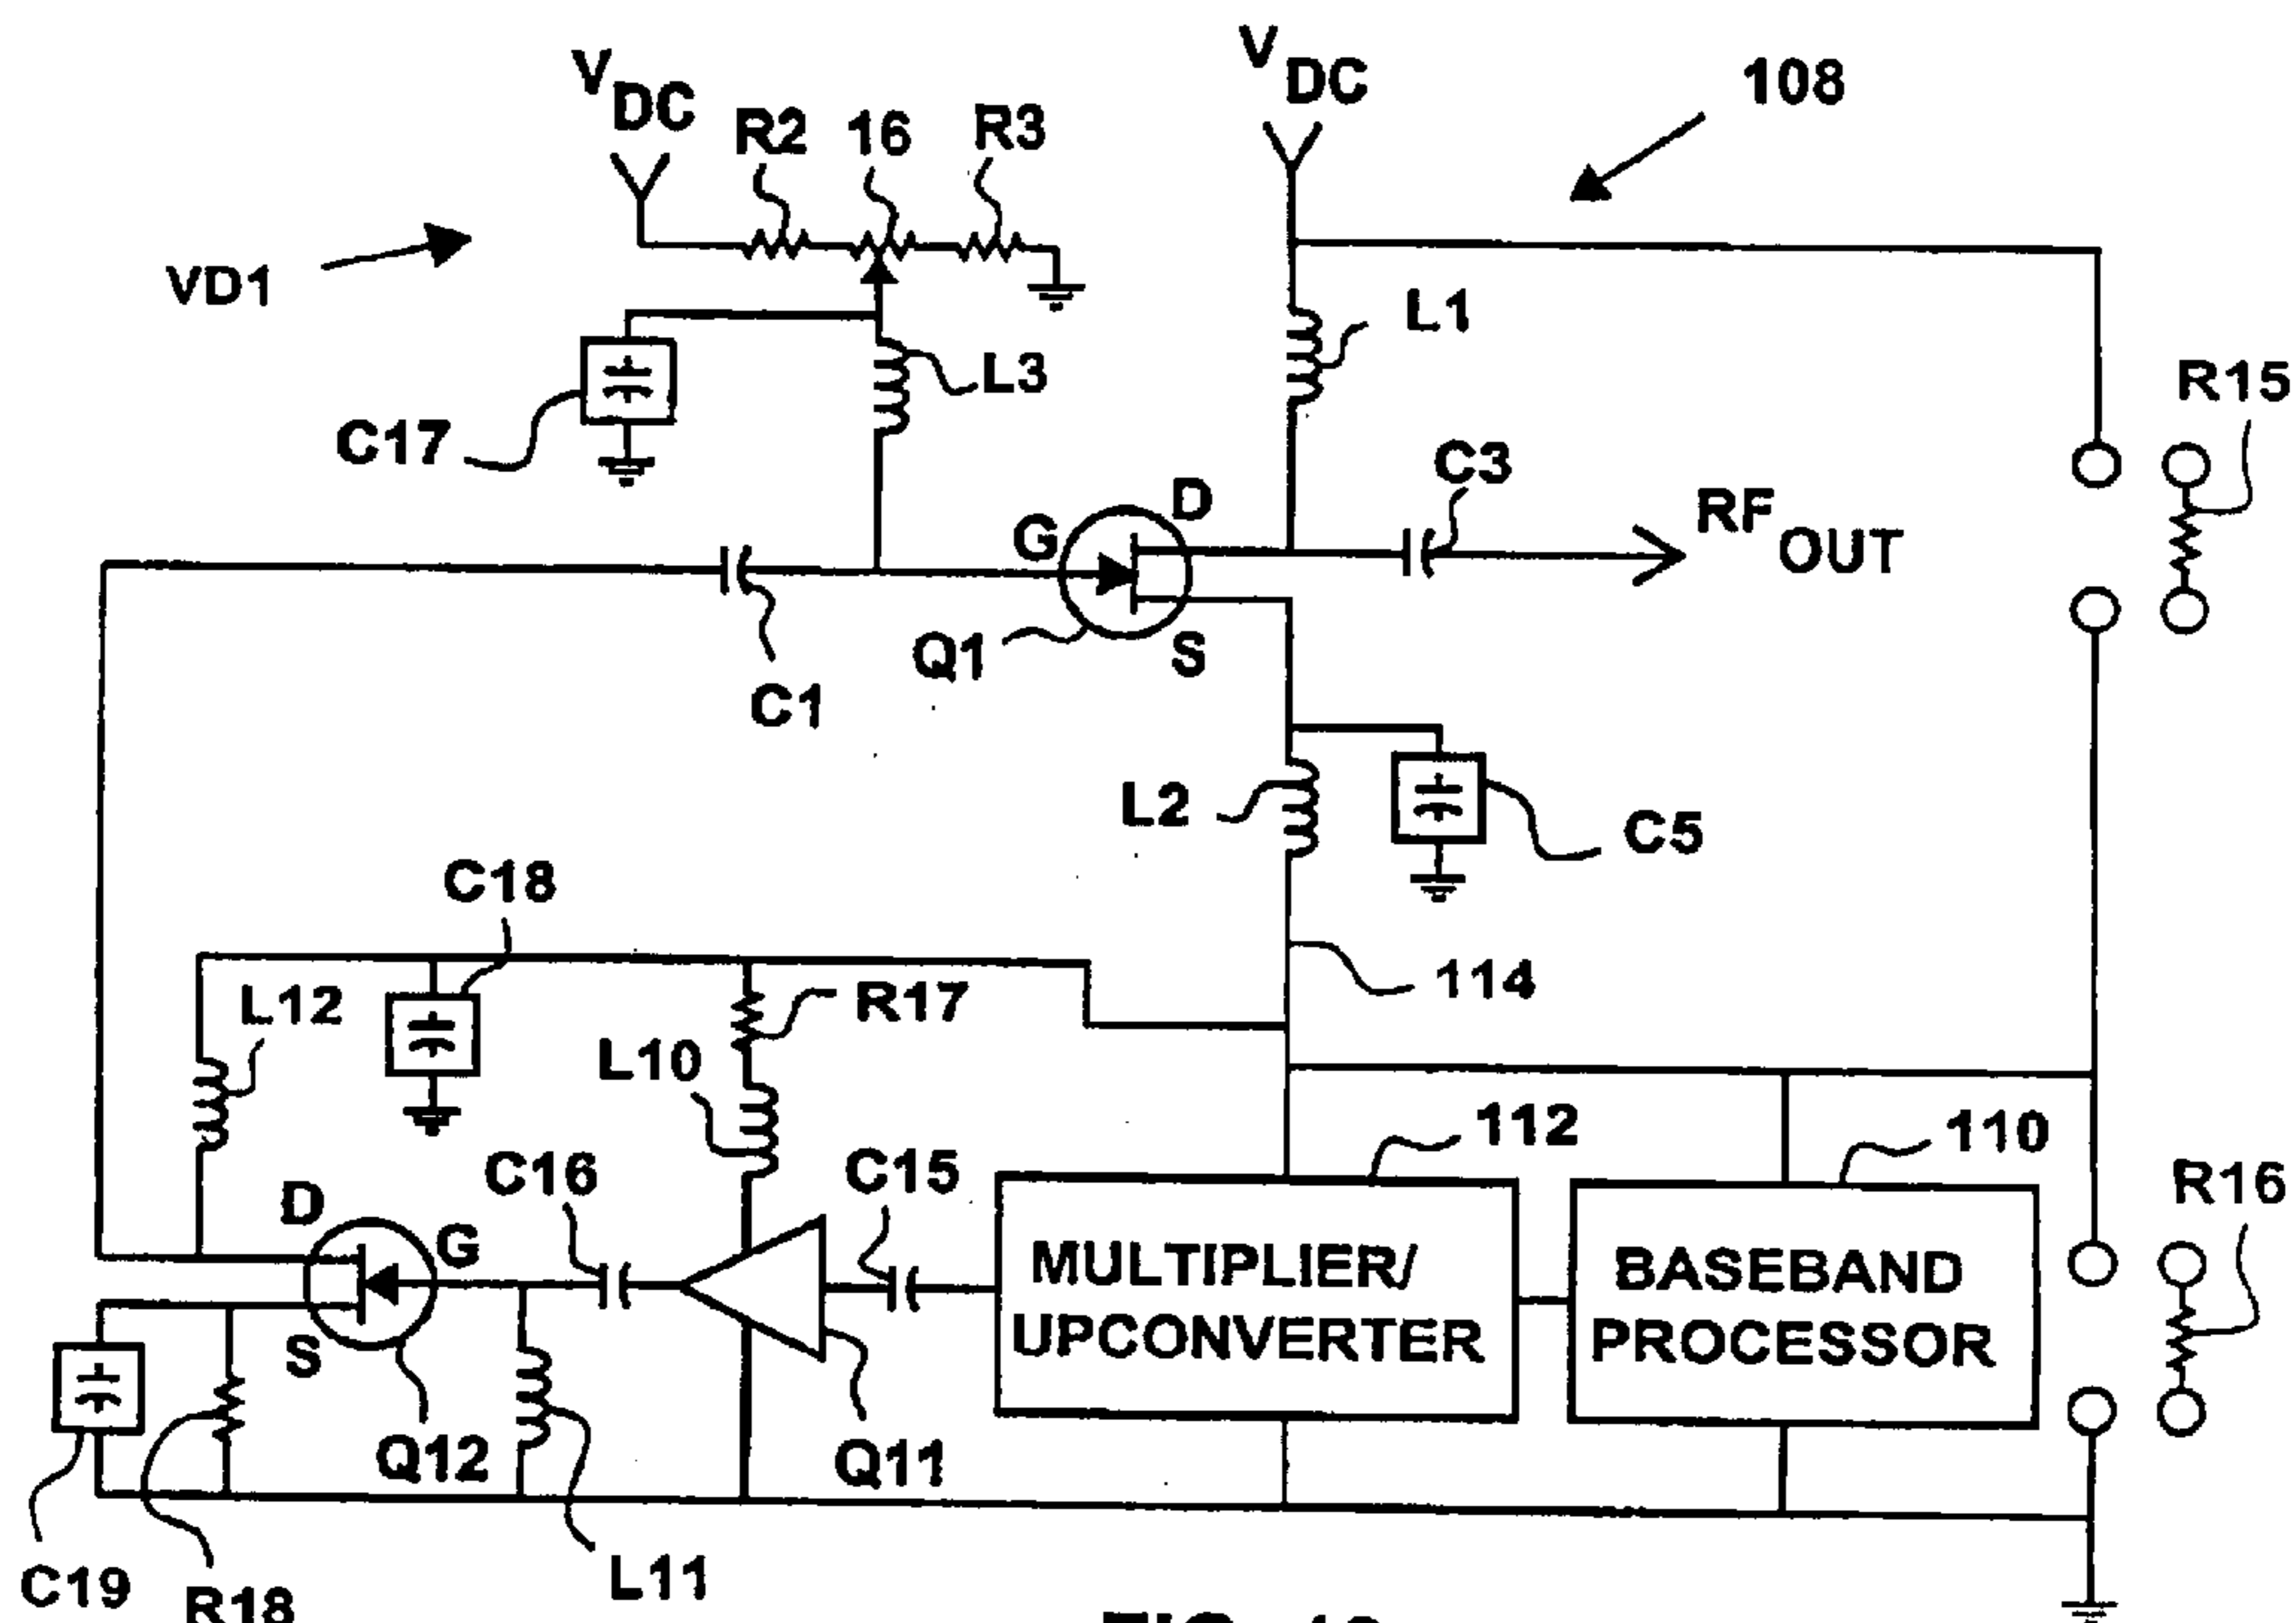 V DC
V DC
108
R2
16
R3
VD1
L1
L3
R15
C17
C3
D
G
RF OUT
Q1
S
C1
L2
C5
C18
114
L12
R17
L10
112
110
C16
C15
R16
D
G
MULTIPLIER/
UPCONVERTER
BASEBAND
PROCESSOR
S
Q12
Q11
C19
R18
L11